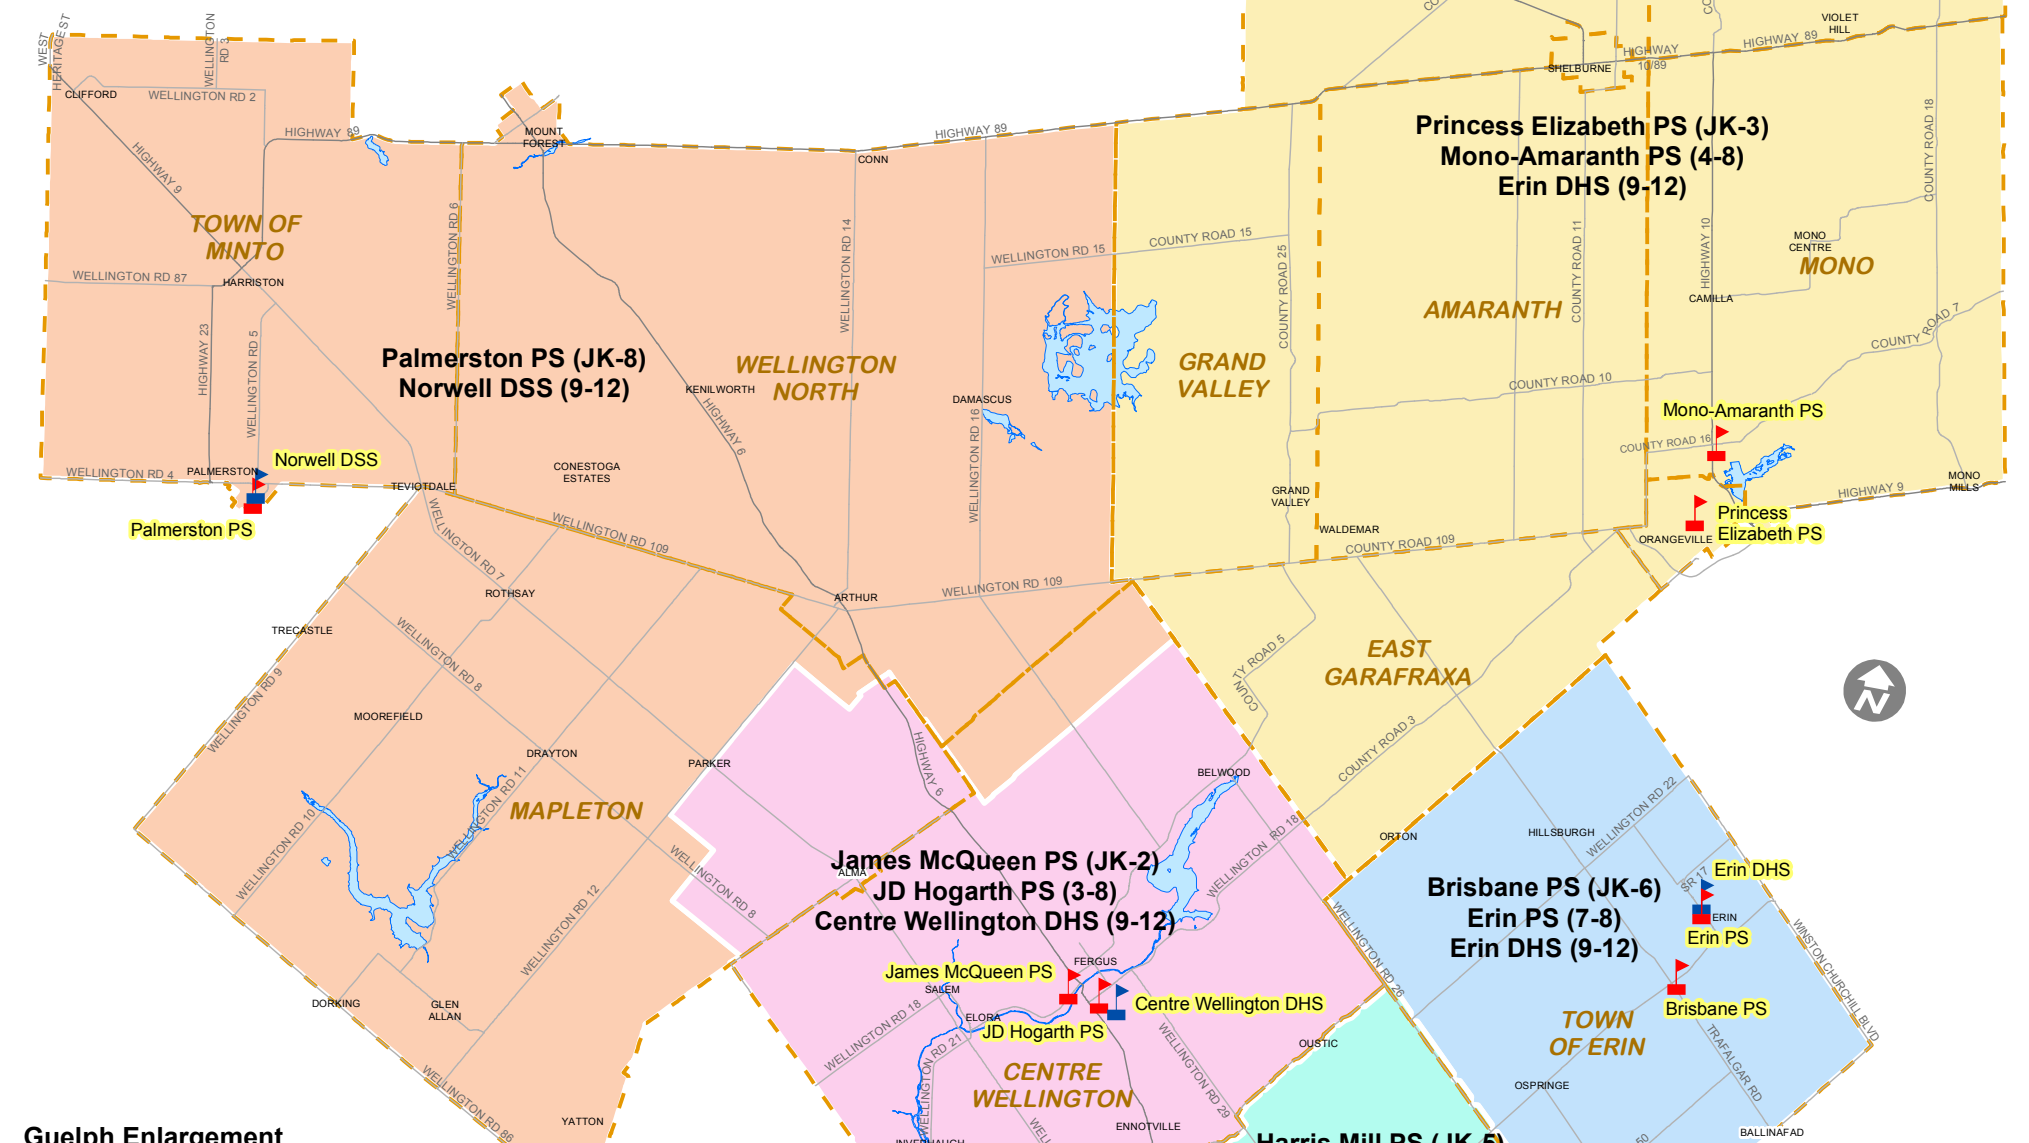 WEST
HERITAGE ST
WELLINGTON
RD 3
CLIFFORD
WELLINGTON RD 2
HIGHWAY 89
MOUNT
FOREST
HIGHWAY 89
CONN
SHELBURNE
HIGHWAY
10/89
HIGHWAY 89
VIOLET
HILL
HIGHWAY 9
TOWN OF
MINTO
WELLINGTON RD 6
WELLINGTON RD 14
WELLINGTON RD 15
COUNTY ROAD 15
COUNTY ROAD 25
Princess Elizabeth PS (JK-3)
Mono-Amaranth PS (4-8)
Erin DHS (9-12)
COUNTY ROAD 11
HIGHWAY 10
COUNTY ROAD 18
MONO
CENTRE
MONO
CAMILLA
COUNTY ROAD 7
AMARANTH
WELLINGTON RD 87
HARRISTON
HIGHWAY 23
WELLINGTON RD 5
Palmerston PS (JK-8)
Norwell DSS (9-12)
WELLINGTON
NORTH
KENILWORTH
HIGHWAY 6
DAMASCUS
WELLINGTON RD 16
GRAND
VALLEY
COUNTY ROAD 10
Mono-Amaranth PS
COUNTY ROAD 16
WELLINGTON RD 4
PALMERSTON
Norwell DSS
TEVIOTDALE
CONESTOGA
ESTATES
Palmerston PS
GRAND
VALLEY
WALDEMAR
COUNTY ROAD 109
HIGHWAY 9
MONO
MILLS
Princess
Elizabeth PS
ORANGEVILLE
WELLINGTON RD 109
WELLINGTON RD 7
ROTHSAY
ARTHUR
WELLINGTON RD 109
TRECASTLE
WELLINGTON RD 8
WELLINGTON RD 9
MOOREFIELD
DRAYTON
PARKER
COUNTY ROAD 5
EAST
GARAFRAXA
COUNTY ROAD 3
N
HIGHWAY 6
BELWOOD
WELLINGTON RD 10
WELLINGTON RD 11
MAPLETON
WELLINGTON RD 8
WELLINGTON RD 12
James McQueen PS (JK-2)
ALMA
JD Hogarth PS (3-8)
Centre Wellington DHS (9-12)
WELLINGTON RD 18
ORTON
HILLSBURGH
WELLINGTON RD 22
Brisbane PS (JK-6)
Erin PS (7-8)
Erin DHS (9-12)
SR 17
Erin DHS
ERIN
Erin PS
WINSTON CHURCHILL BLVD
WELLINGTON RD 26
Brisbane PS
TOWN
OF ERIN
TRAFALGAR RD
OSPRINGE
BALLINAFAD
50
DORKING
GLEN
ALLAN
James McQueen PS
FERGUS
SALEM
Centre Wellington DHS
ELORA
JD Hogarth PS
WELLINGTON RD 18
WELLINGTON RD 21
WELLINGTON RD 29
OUSTIC
CENTRE
WELLINGTON
ENNOTVILLE
INVERHAUGH
WELL
WELLINGTON RD 86
YATTON
Guelph Enlargement
Harris Mill PS (JK-5)